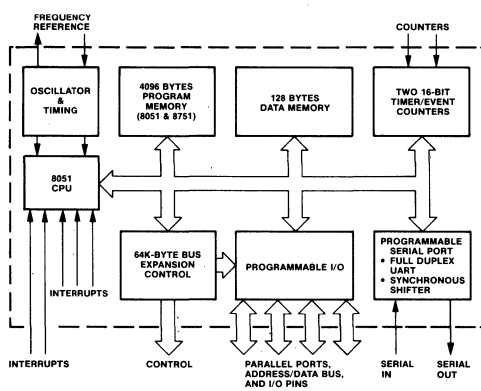 FREQUENCY
REFERENCE
COUNTERS
OSCILLATOR
&
TIMING
4096 BYTES
PROGRAM
MEMORY
(8051 & 8751)
128 BYTES
DATA MEMORY
TWO 16-BIT
TIMER/EVENT
COUNTERS
8051
CPU
64K-BYTE BUS
EXPANSION
CONTROL
PROGRAMMABLE I/O
PROGRAMMABLE
SERIAL PORT
• FULL DUPLEX
UART
• SYNCHRONOUS
SHIFTER
INTERRUPTS
INTERRUPTS
CONTROL
PARALLEL PORTS,
ADDRESS/DATA BUS,
AND I/O PINS
SERIAL
IN
SERIAL
OUT